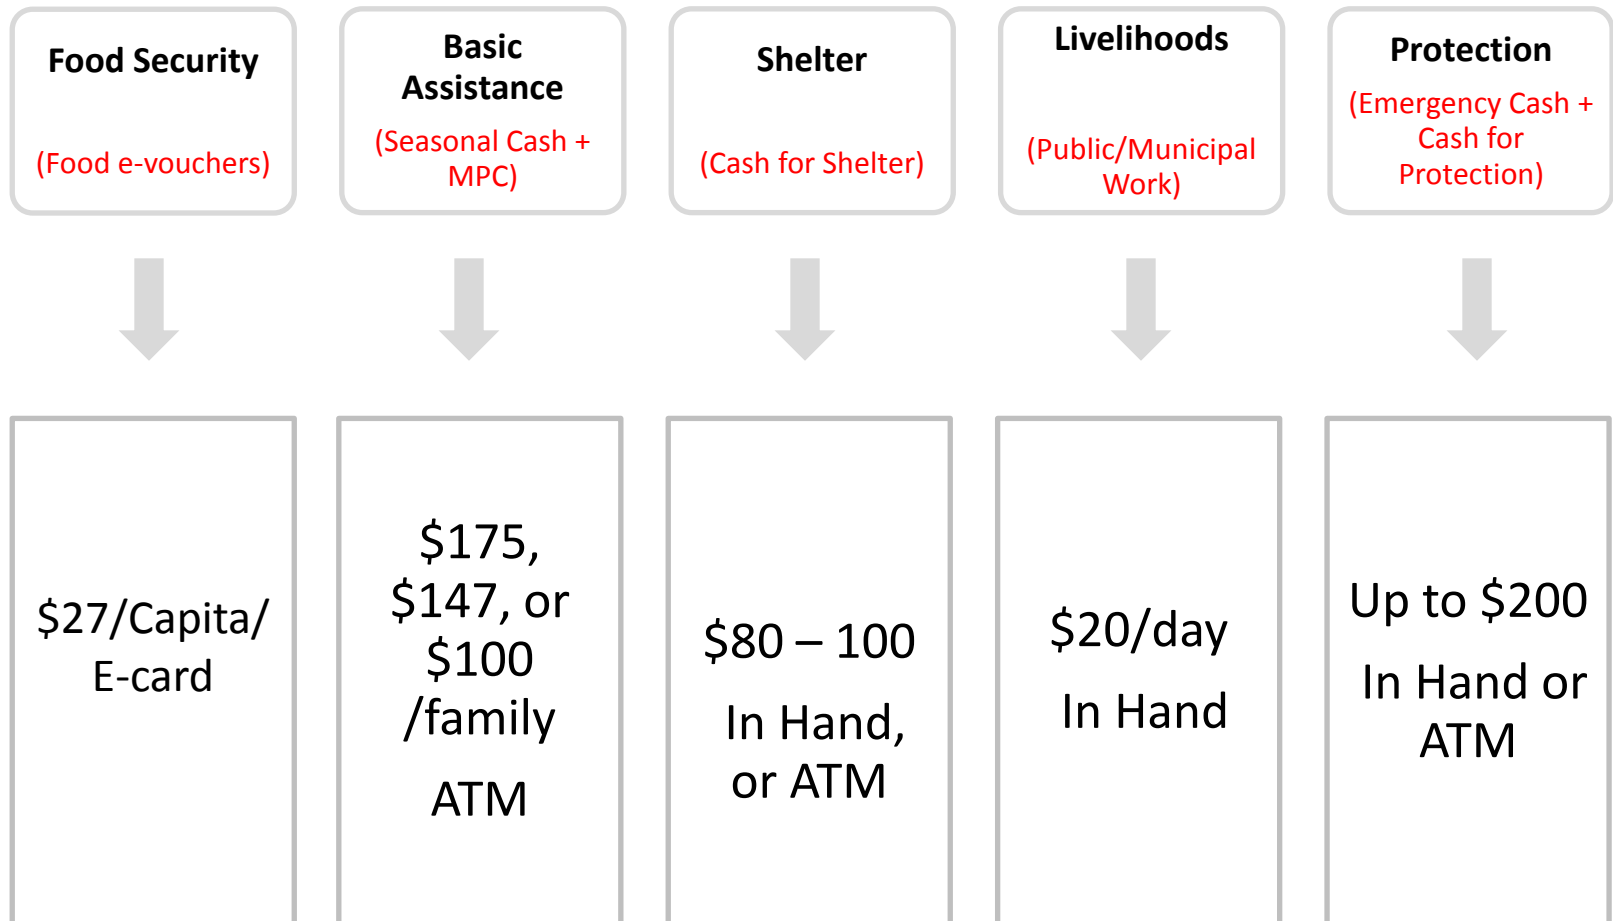 Food Security
(Food e-vouchers)
Basic
Assistance
(Seasonal Cash +
MPC)
Shelter
(Cash for Shelter)
Livelihoods
(Public/Municipal
Work)
Protection
(Emergency Cash +
Cash for
Protection)
$27/Capita/
E-card
$175,
$147, or
$100
/family
ATM
$80 – 100
In Hand,
or ATM
$20/day
In Hand
Up to $200
In Hand or
ATM